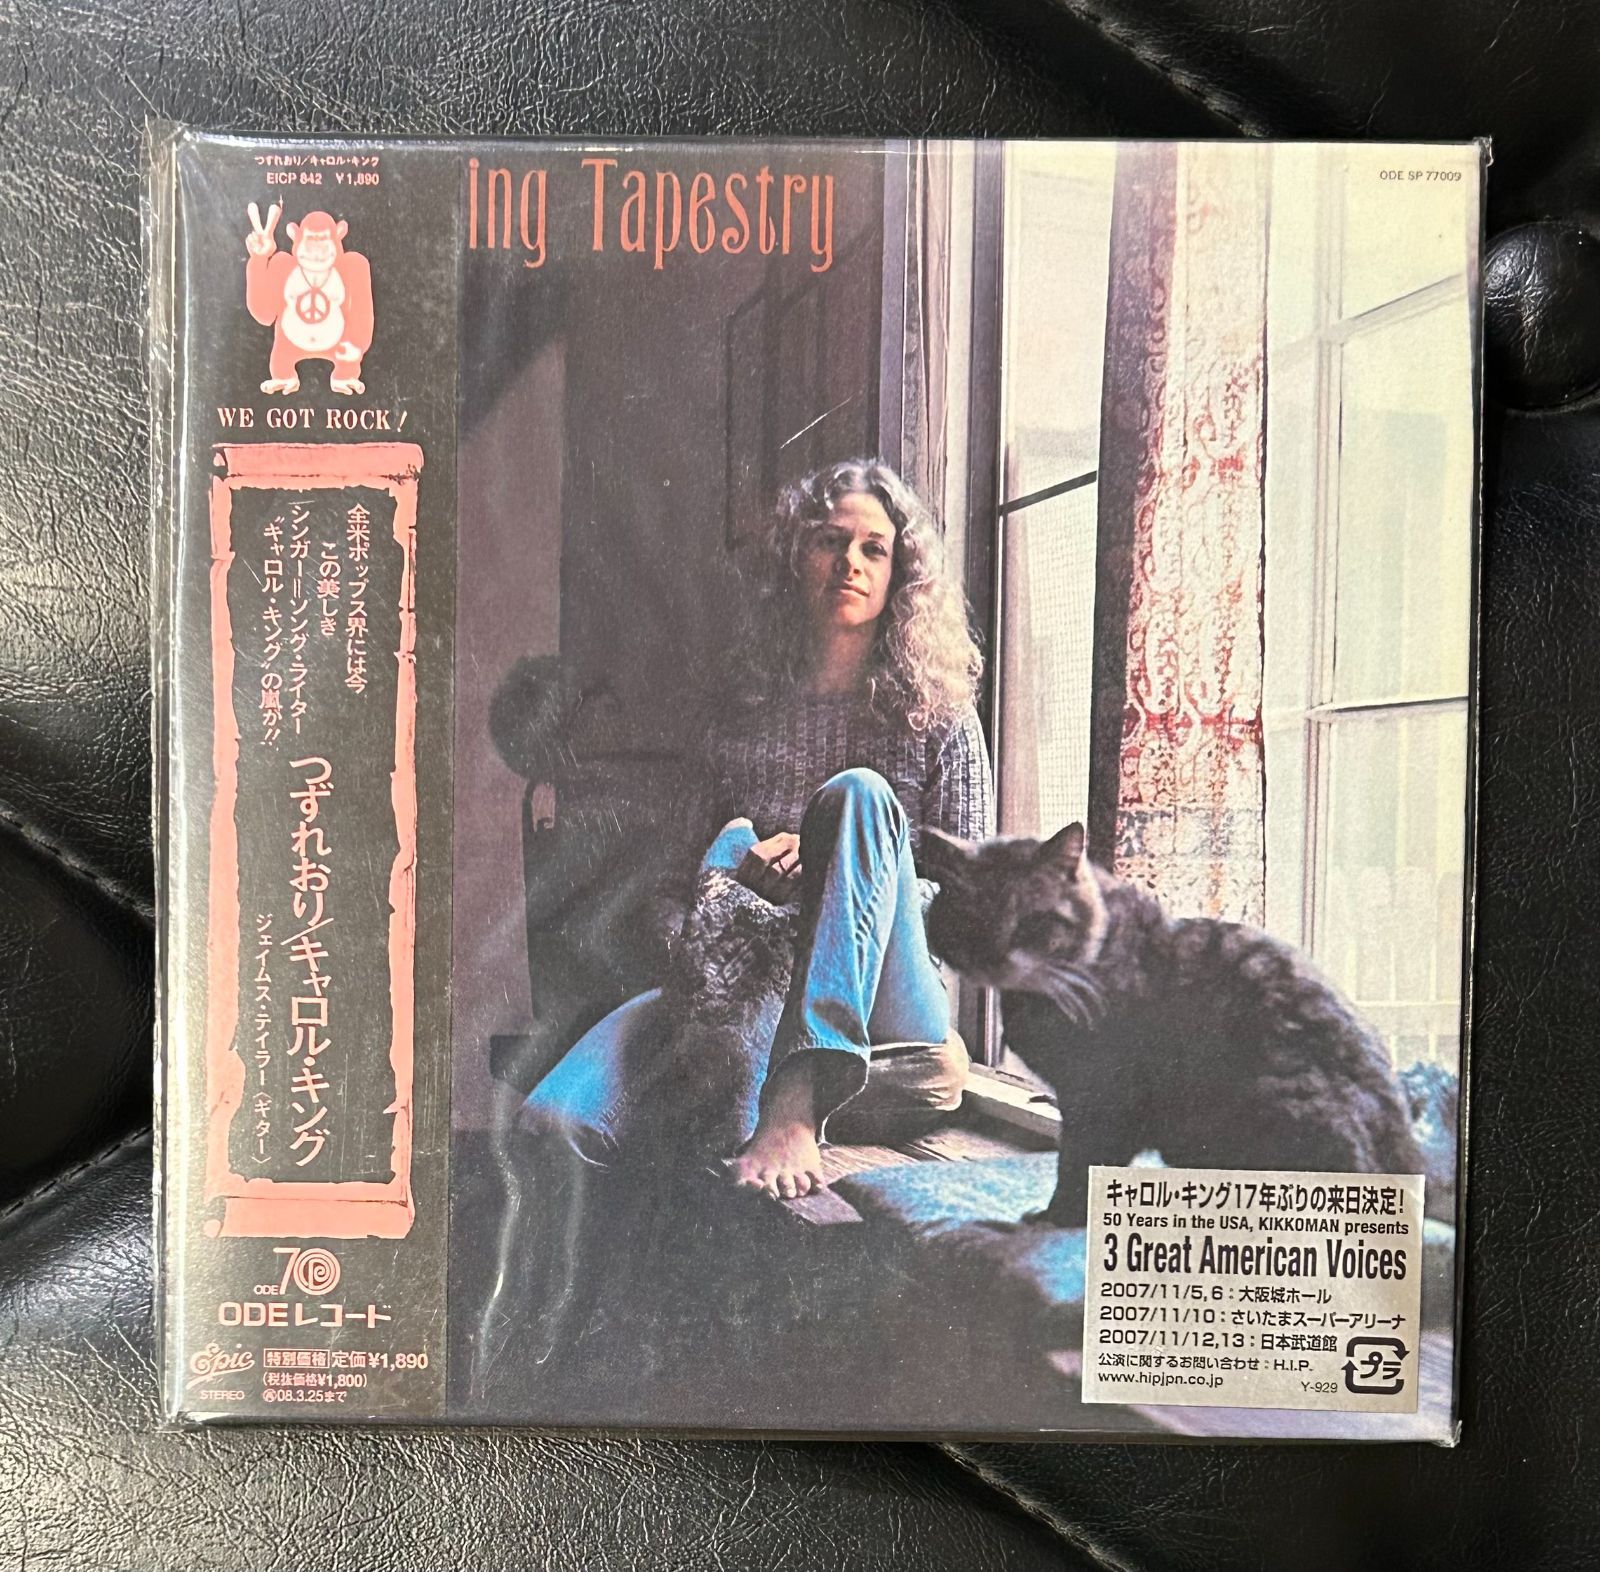 つずれおり/キャロル・キング
EICP 842 ¥1,890
WE GOT ROCK!
全米ポップス界には今
この美しき
シンガー=ソング・ライター
"キャロル・キング"の嵐が!!
つずれおり/キャロル・キング
ジェイムス・テイラー〈ギター〉
ODE 70
ODEレコード
Epic
特別価格 定価¥1,890
(税抜価格¥1,800)
STEREO
08.3.25まで
ing Tapestry
ODE SP 77009
キャロル・キング17年ぶりの来日決定!
50 Years in the USA, KIKKOMAN presents
3 Great American Voices
2007/11/5,6:大阪城ホール
2007/11/10:さいたまスーパーアリーナ
2007/11/12,13:日本武道館
公演に関するお問い合わせ:H.I.P.
www.hipjpn.co.jp
Y-929
プラ